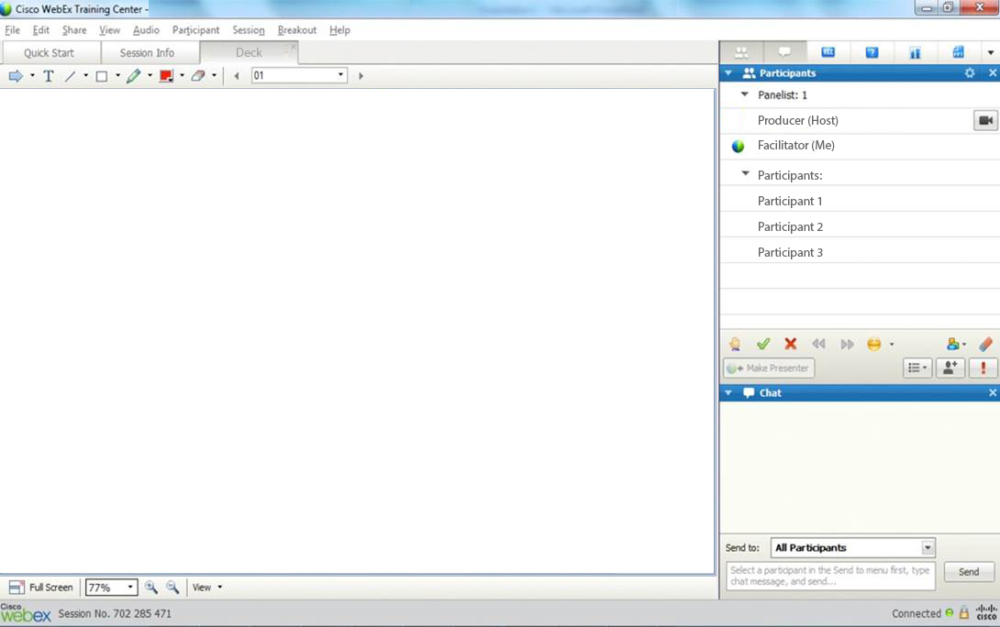 Cisco WebEx Training Center -
File Edit Share View Audio Participant Session Breakout Help
Quick Start Session Info Deck
T 01
Participants
Panelist: 1
Producer (Host)
Facilitator (Me)
Participants:
Participant 1
Participant 2
Participant 3
Make Presenter
Chat
Send to: All Participants
Select a participant in the Send to menu first, type
chat message, and send...
Send
Full Screen 77% View
Cisco
webex Session No. 702 285 471
Connected
CISCO